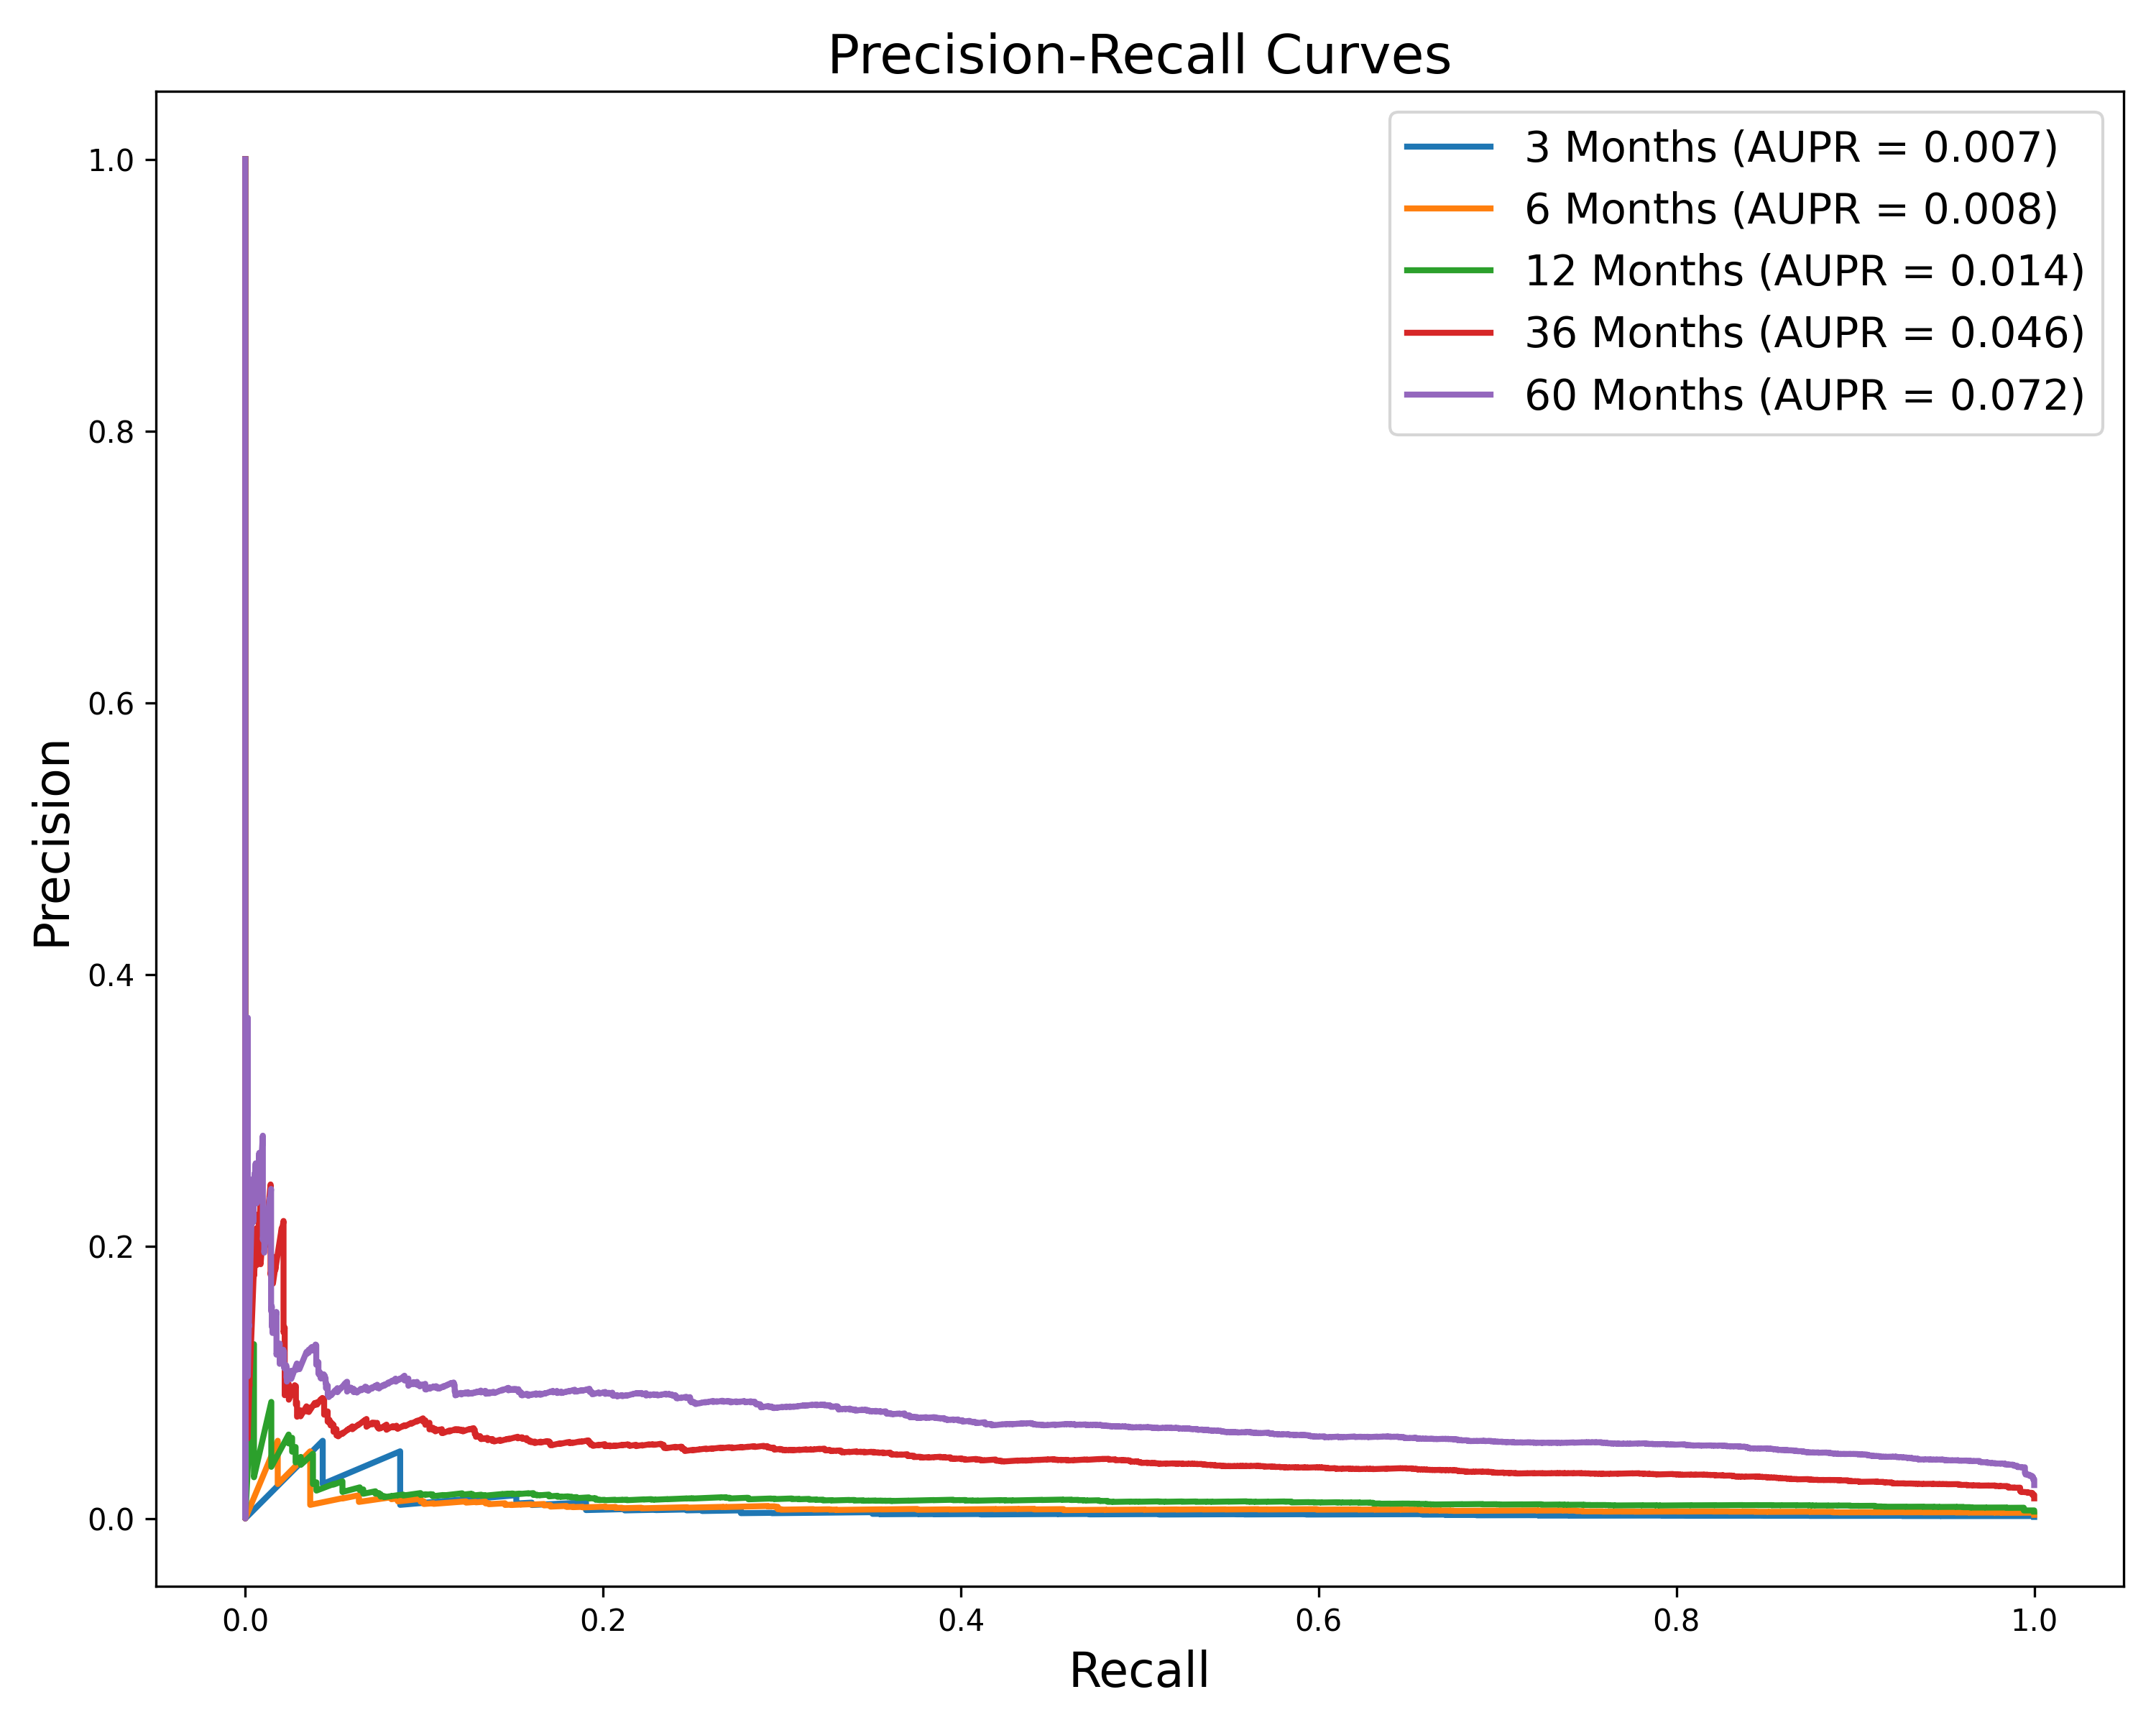 Precision-Recall Curves
3 Months (AUPR = 0.007)
6 Months (AUPR = 0.008)
12 Months (AUPR = 0.014)
36 Months (AUPR = 0.046)
60 Months (AUPR = 0.072)
Precision
1.0
0.8
0.6
0.4
0.2
0.0
0.0 0.2 0.4 0.6 0.8 1.0
Recall